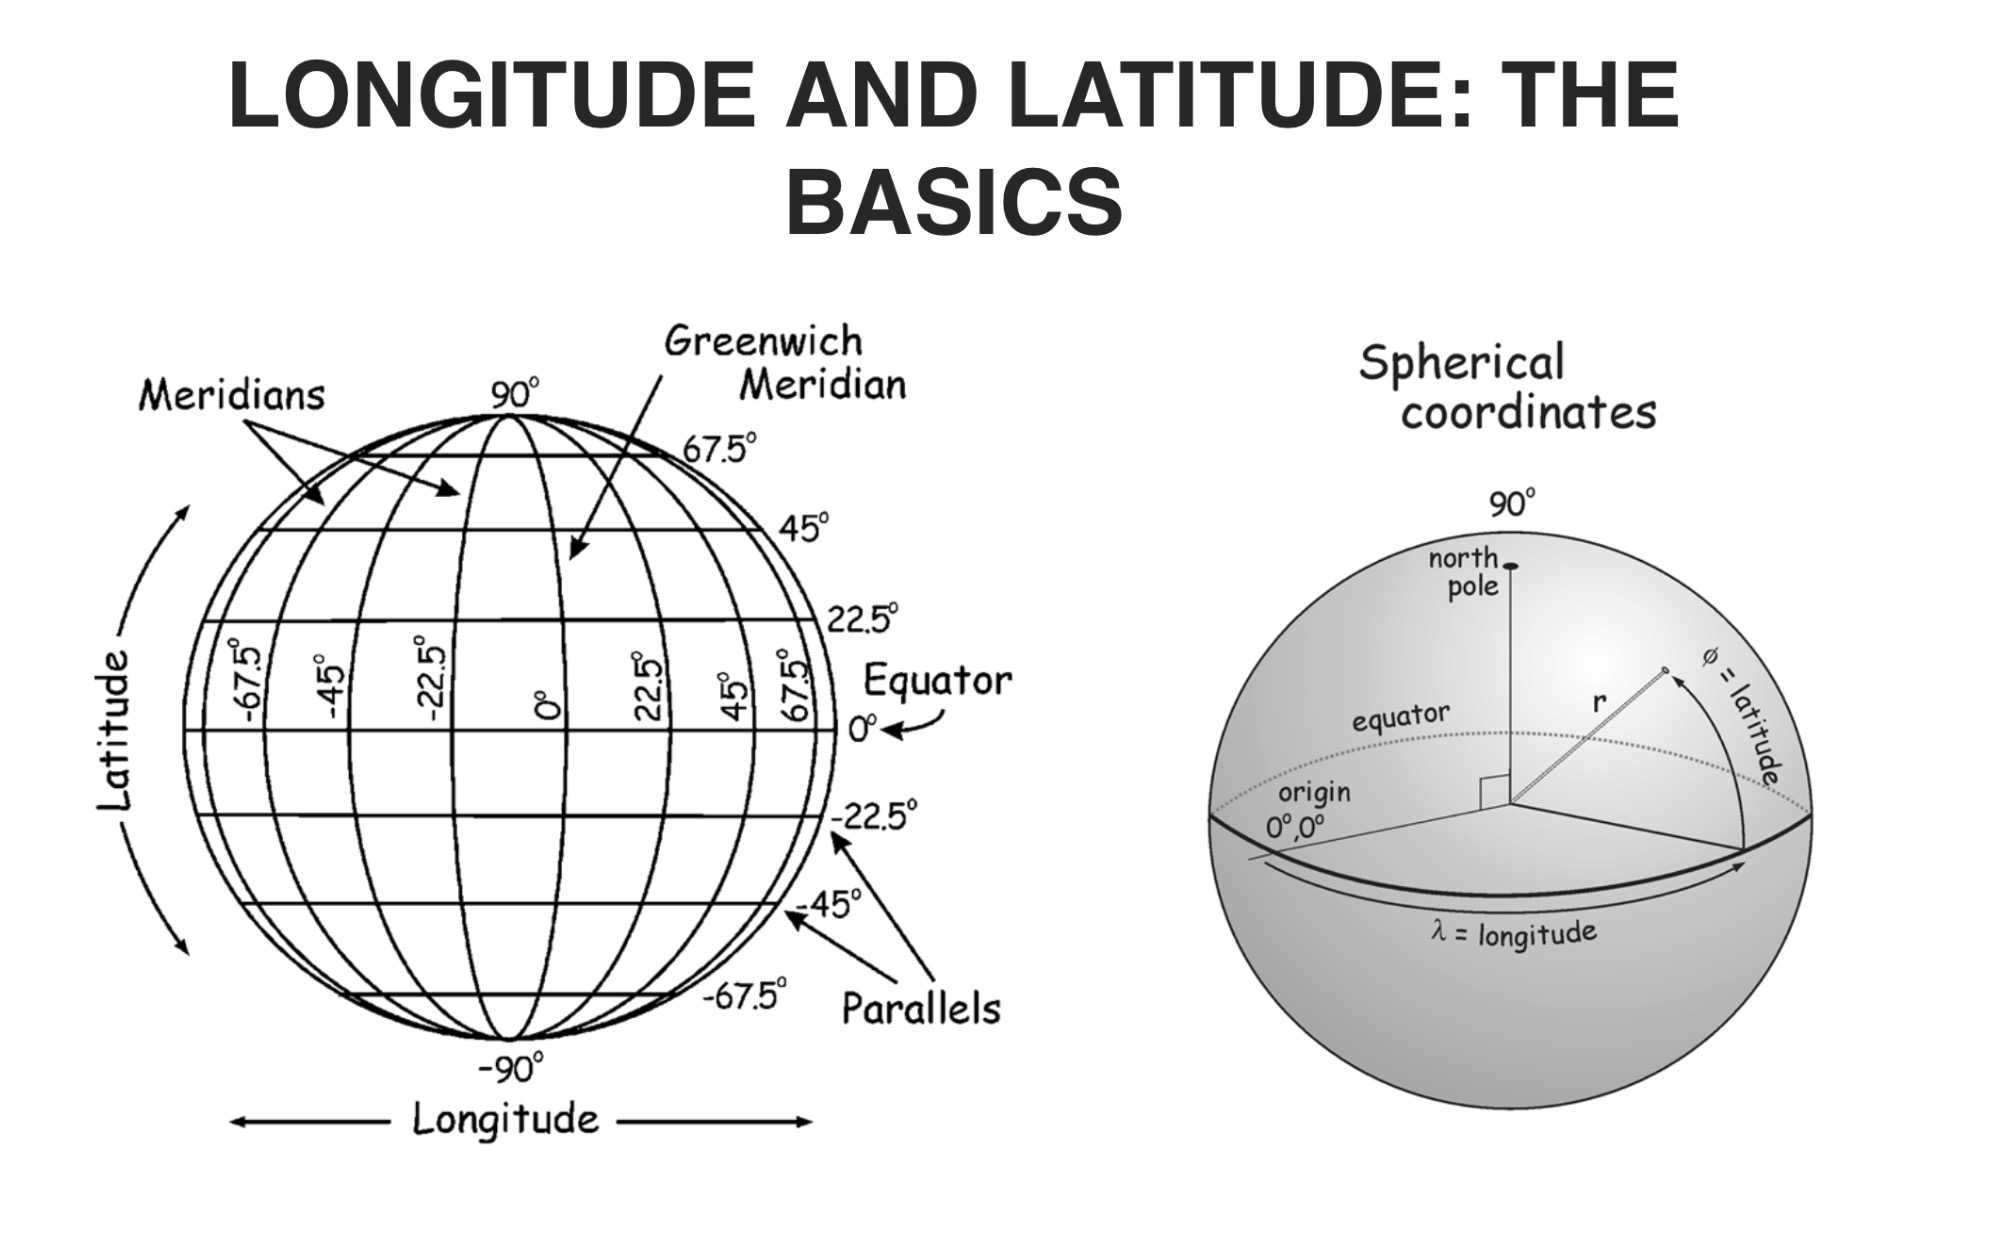 LONGITUDE AND LATITUDE: THE
BASICS
Greenwich
Meridian
Meridians
90°
67.5°
45°
22.5°
-67.5°
-45°
-22.5°
0°
22.5°
45°
67.5°
Equator
0°
Latitude
-22.5°
-45°
-67.5°
Parallels
-90°
Longitude
Spherical
coordinates
90°
north
pole
r
ø = latitude
equator
origin
0°,0°
λ = longitude